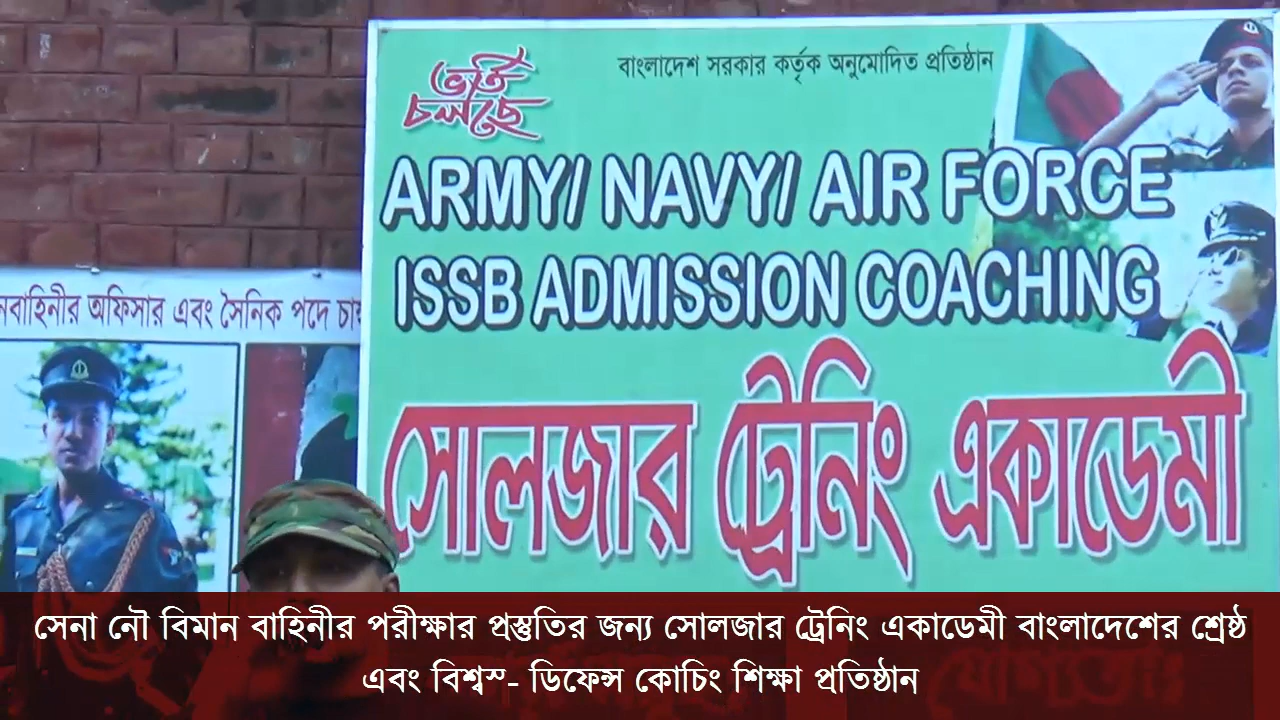 ভর্তি
চলছে
বাংলাদেশ সরকার কর্তৃক অনুমোদিত প্রতিষ্ঠান
ARMY/ NAVY/ AIR FORCE
ISSB ADMISSION COACHING
সোলজার ট্রেনিং একাডেমী
অফিসার এবং সৈনিক পদে
সেনা নৌ বিমান বাহিনীর পরীক্ষার প্রস্তুতির জন্য সোলজার ট্রেনিং একাডেমী বাংলাদেশের শ্রেষ্ঠ
এবং বিশ্বস্- ডিফেন্স কোচিং শিক্ষা প্রতিষ্ঠান